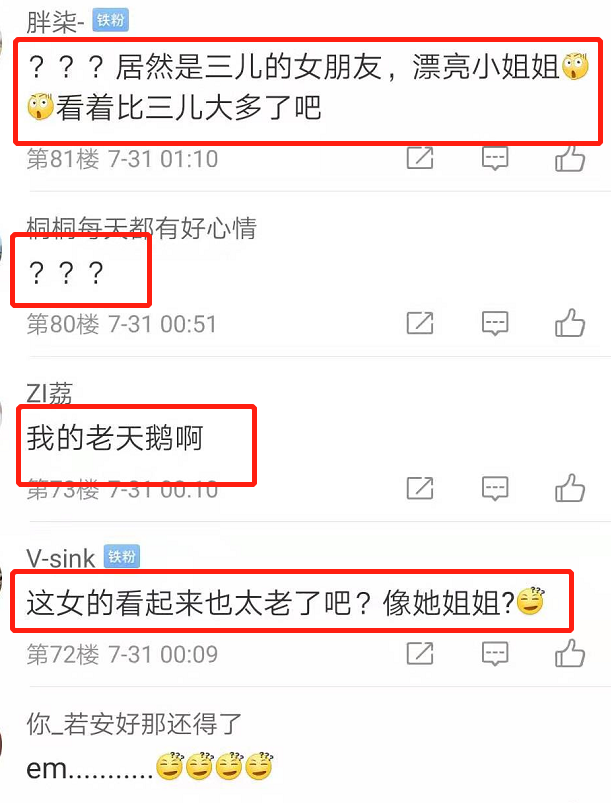 胖柒- 铁粉
？？？居然是三儿的女朋友，漂亮小姐姐
看着比三儿大多了吧
第81楼 7-31 01:10
桐桐每天都有好心情
？？？
第80楼 7-31 00:51
ZI荔
我的老天鹅啊
第73楼 7-31 00:10
V-sink 铁粉
这女的看起来也太老了吧？像她姐姐?
第72楼 7-31 00:09
你_若安好那还得了
em...........